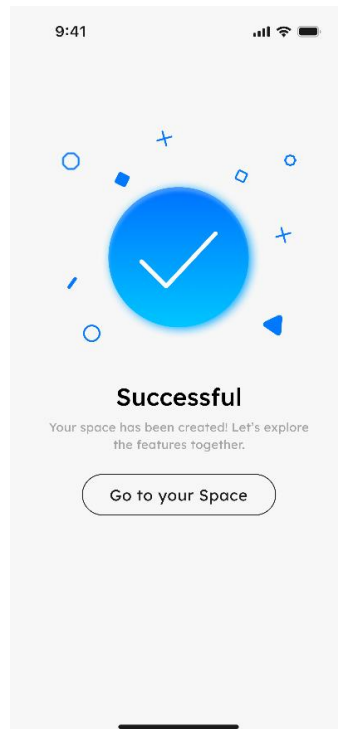 9:41
Successful
Your space has been created! Let's explore
the features together.
Go to your Space